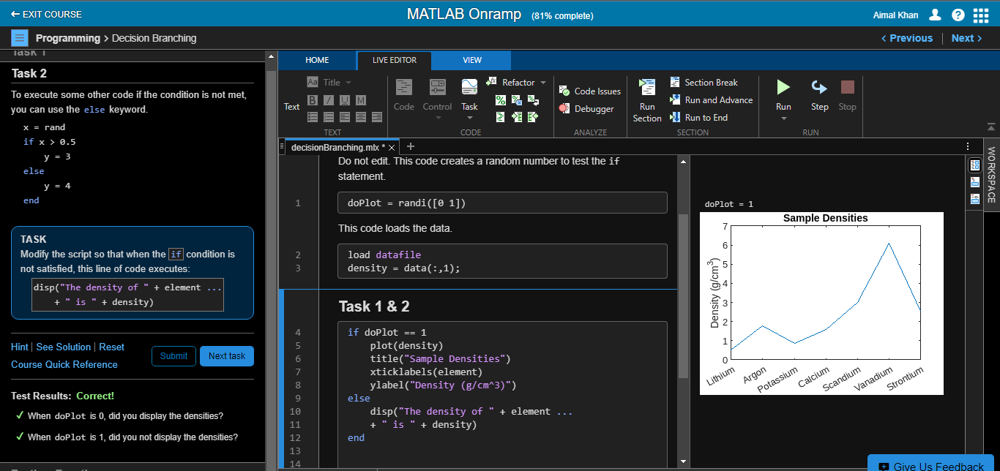 ← EXIT COURSE
MATLAB Onramp (81% complete)
Aimal Khan
Programming > Decision Branching
< Previous | Next >
Task 1
Task 2
To execute some other code if the condition is not met,
you can use the else keyword.
x = rand
if x > 0.5
    y = 3
else
    y = 4
end
TASK
Modify the script so that when the if condition is
not satisfied, this line of code executes:
disp("The density of " + element ...
    + " is " + density)
Hint | See Solution | Reset
Course Quick Reference
Submit
Next task
Test Results: Correct!
✓ When doPlot is 0, did you display the densities?
✓ When doPlot is 1, did you not display the densities?
HOME
LIVE EDITOR
VIEW
Text
Aa Title
B I U M
TEXT
Code
Control
Task
Refactor
CODE
Code Issues
Debugger
ANALYZE
Run
Section
Section Break
Run and Advance
Run to End
SECTION
Run
Step
Stop
RUN
decisionBranching.mlx * × +
Do not edit. This code creates a random number to test the if
statement.
1 doPlot = randi([0 1])
This code loads the data.
2 load datafile
3 density = data(:,1);
Task 1 & 2
4 if doPlot == 1
5     plot(density)
6     title("Sample Densities")
7     xticklabels(element)
8     ylabel("Density (g/cm^3)")
9 else
10     disp("The density of " + element ...
11     + " is " + density)
12 end
13
14
doPlot = 1
Sample Densities
Density (g/cm3)
7
6
5
4
3
2
1
0
Lithium
Argon
Potassium
Calcium
Scandium
Vanadium
Strontium
WORKSPACE
Give Us Feedback